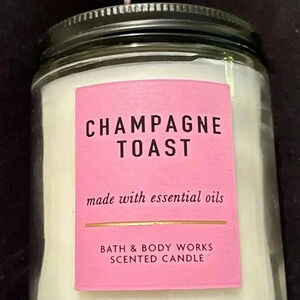 CHAMPAGNE
TOAST
made with essential oils
BATH & BODY WORKS
SCENTED CANDLE